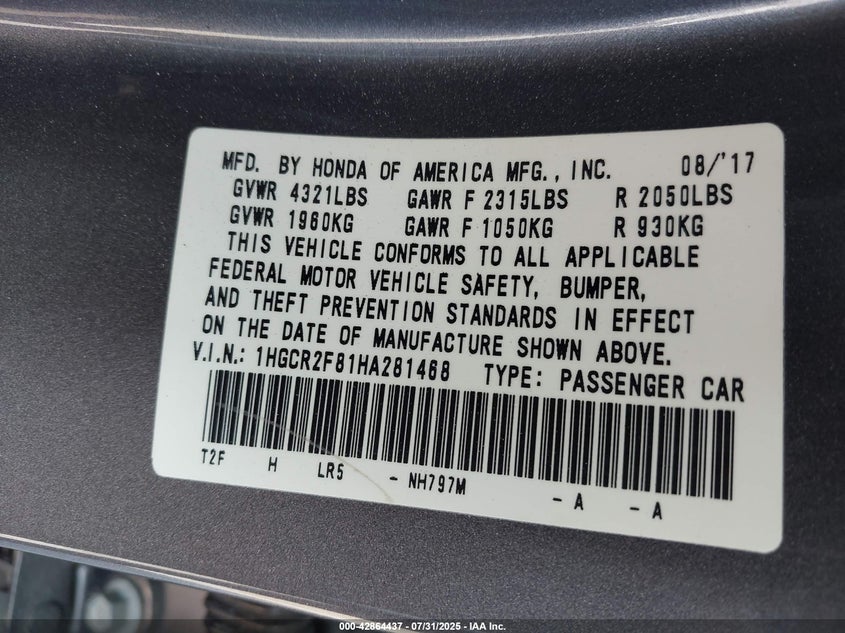 MFD. BY HONDA OF AMERICA MFG., INC. 08/'17
GVWR 4321LBS GAWR F 2315LBS R 2050LBS
GVWR 1960KG GAWR F 1050KG R 930KG
THIS VEHICLE CONFORMS TO ALL APPLICABLE
FEDERAL MOTOR VEHICLE SAFETY, BUMPER,
AND THEFT PREVENTION STANDARDS IN EFFECT
ON THE DATE OF MANUFACTURE SHOWN ABOVE.
V.I.N.: 1HGCR2F81HA281468 TYPE: PASSENGER CAR
T2F H LR5 - NH797M - A - A
000-42864437 - 07/31/2025 - IAA Inc.